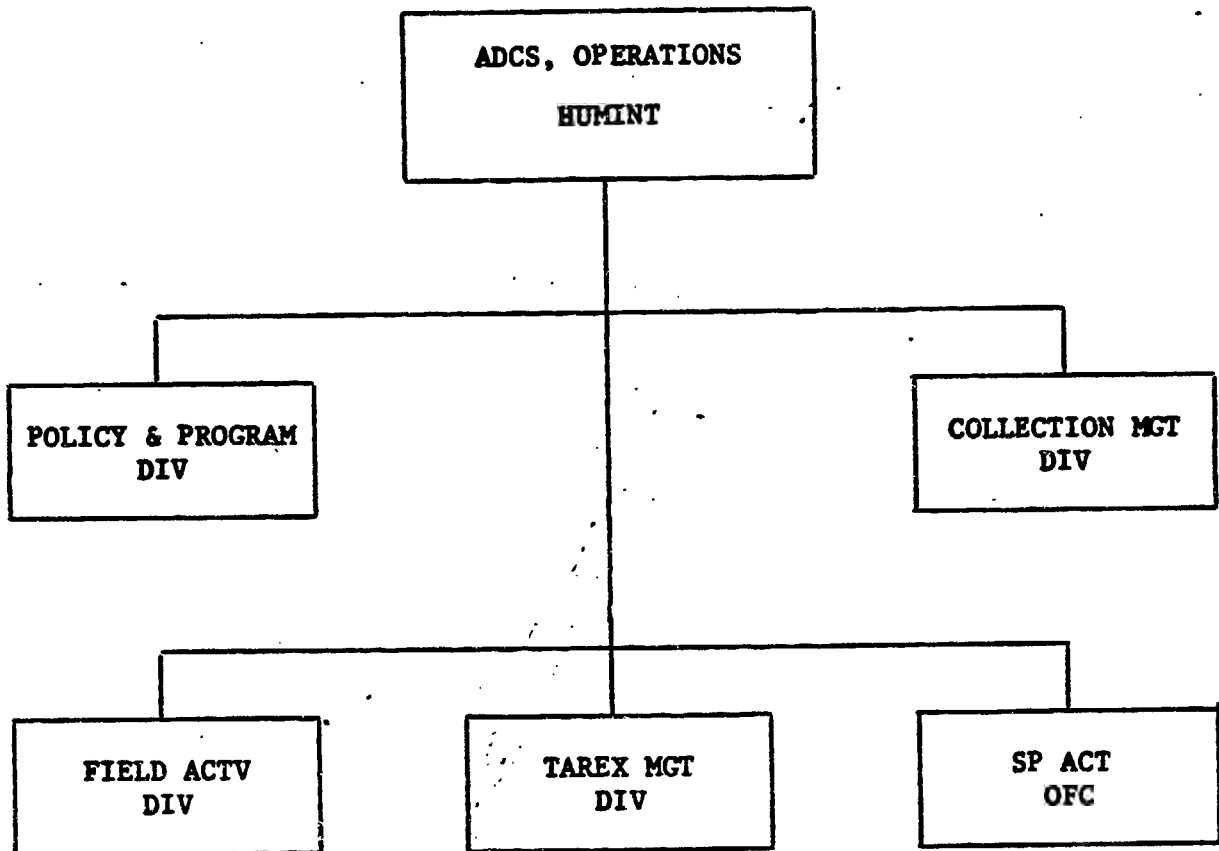 ADCS, OPERATIONS
HUMINT
POLICY & PROGRAM
DIV
COLLECTION MGT
DIV
FIELD ACTV
DIV
TAREX MGT
DIV
SP ACT
OFC